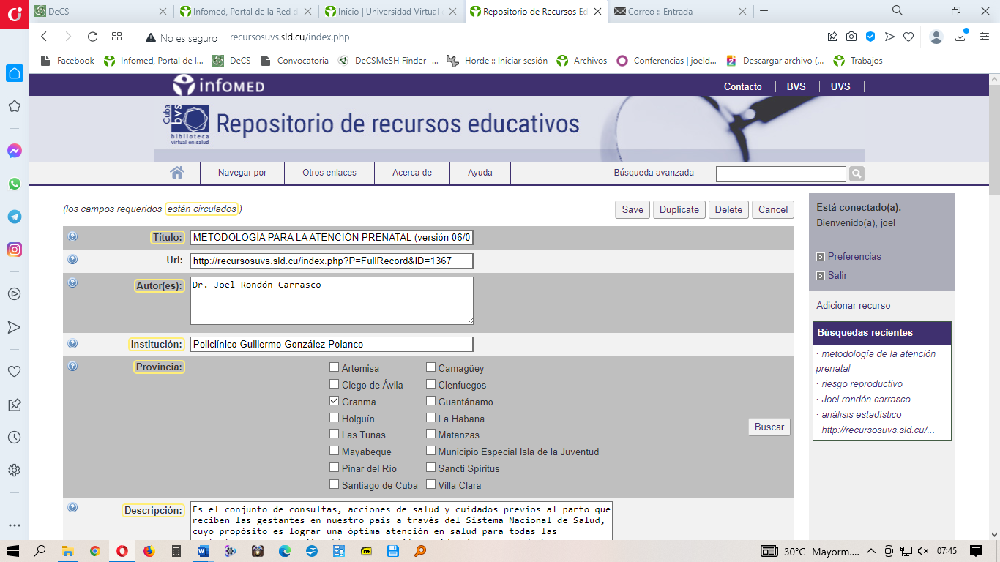 DeCS
Infomed, Portal de la Red d
Inicio | Universidad Virtual
Repositorio de Recursos Ed
Correo :: Entrada
No es seguro recursosuvs.sld.cu/index.php
Facebook
Infomed, Portal de l...
DeCS
Convocatoria
DeCSMeSH Finder -...
Horde :: Iniciar sesión
Archivos
Conferencias | joeld...
Descargar archivo (...
Trabajos
infoMED
Contacto
BVS
UVS
Cuba
bvs
biblioteca
virtual en salud
Repositorio de recursos educativos
Navegar por
Otros enlaces
Acerca de
Ayuda
Búsqueda avanzada
(los campos requeridos están circulados)
Save
Duplicate
Delete
Cancel
Título: METODOLOGÍA PARA LA ATENCIÓN PRENATAL (versión 06/0
Url: http://recursosuvs.sld.cu/index.php?P=FullRecord&ID=1367
Autor(es): Dr. Joel Rondón Carrasco
Institución: Policlínico Guillermo González Polanco
Provincia:
Artemisa Camagüey
Ciego de Ávila Cienfuegos
Granma Guantánamo
Holguín La Habana
Las Tunas Matanzas
Mayabeque Municipio Especial Isla de la Juventud
Pinar del Río Sancti Spíritus
Santiago de Cuba Villa Clara
Buscar
Descripción: Es el conjunto de consultas, acciones de salud y cuidados previos al parto que
reciben las gestantes en nuestro país a través del Sistema Nacional de Salud,
cuyo propósito es lograr una óptima atención en salud para todas las
Está conectado(a).
Bienvenido(a), joel
Preferencias
Salir
Adicionar recurso
Búsquedas recientes
· metodología de la atención
prenatal
· riesgo reproductivo
· Joel rondón carrasco
· análisis estadístico
· http://recursosuvs.sld.cu/...
30°C Mayorm....
07:45